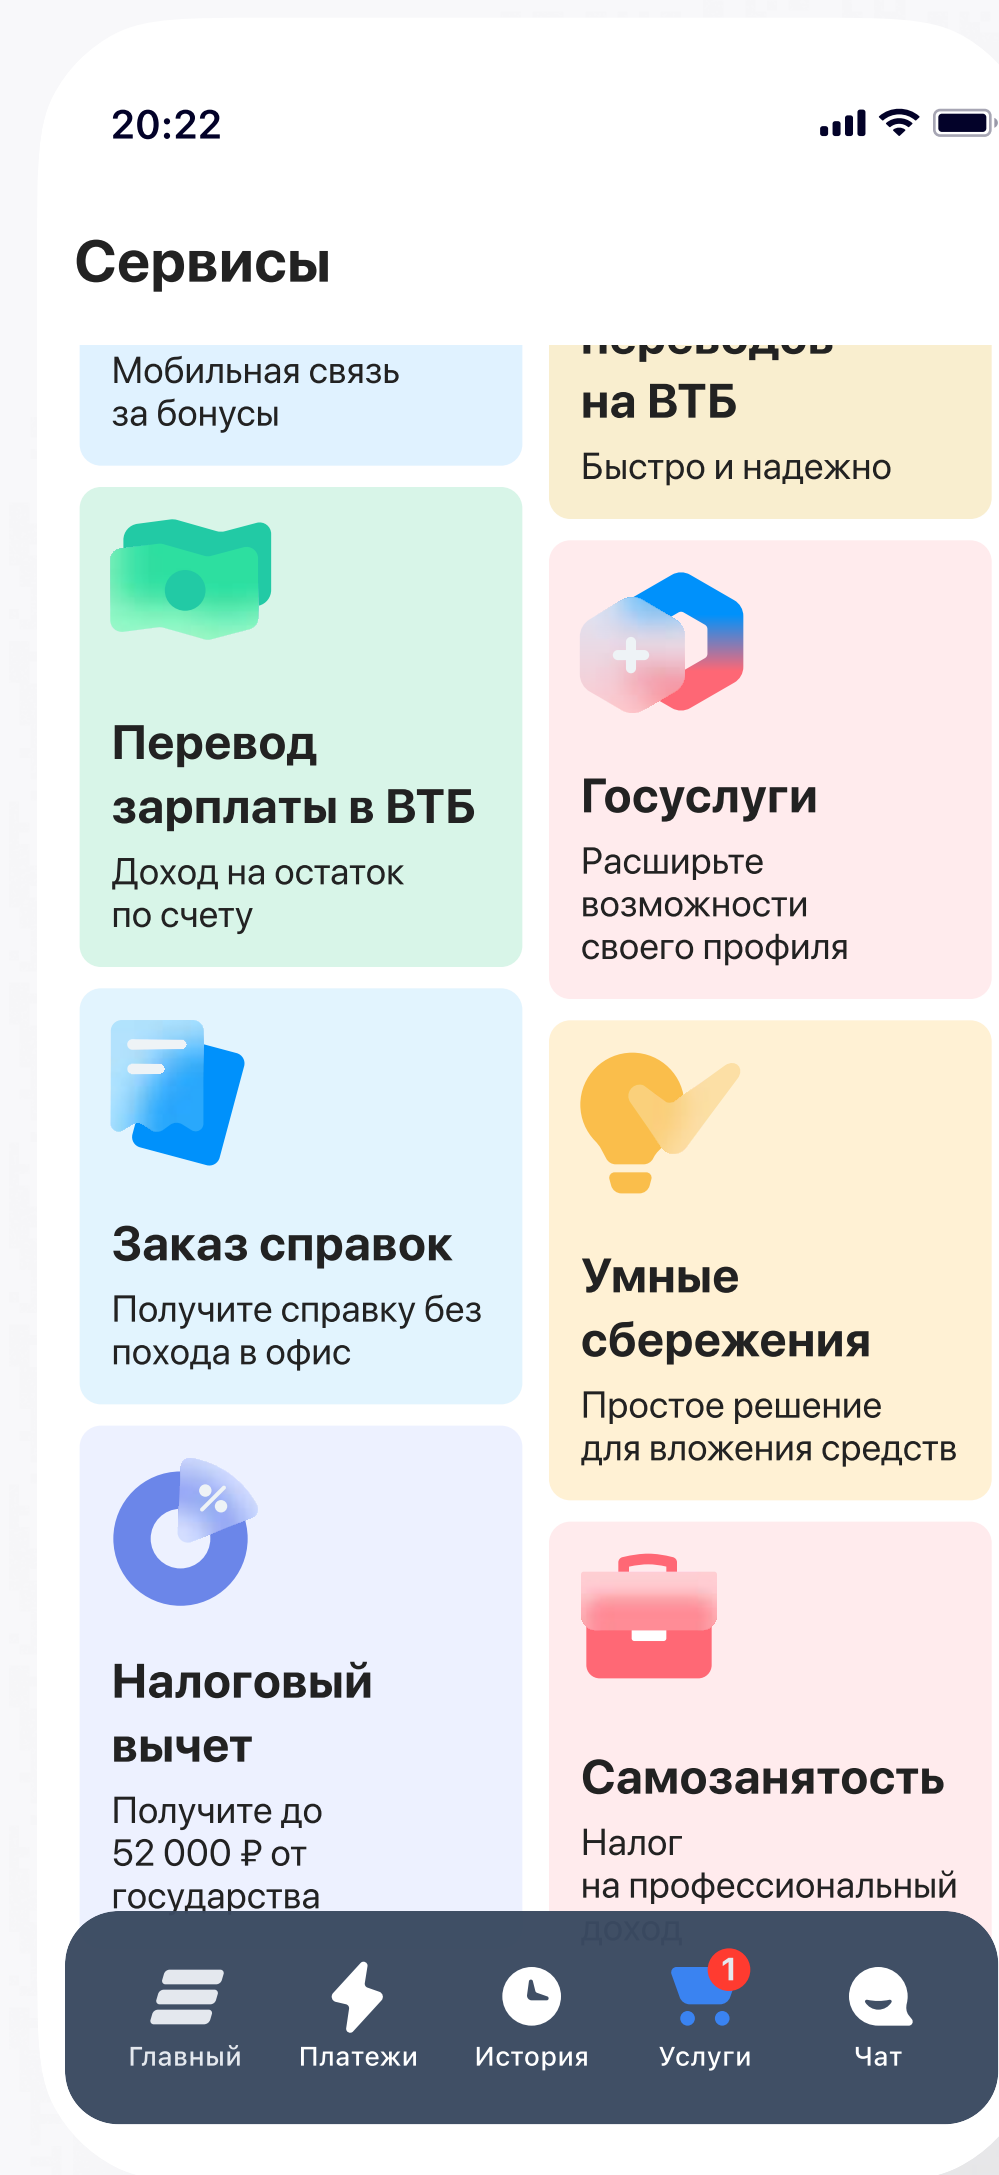 20:22
Сервисы
Мобильная связь
за бонусы
переводов
на ВТБ
Быстро и надежно
Перевод
зарплаты в ВТБ
Доход на остаток
по счету
Госуслуги
Расширьте
возможности
своего профиля
Заказ справок
Получите справку без
похода в офис
Умные
сбережения
Простое решение
для вложения средств
%
Налоговый
вычет
Получите до
52 000 ₽ от
государства
Самозанятость
Налог
на профессиональный
доход
1
Главный
Платежи
История
Услуги
Чат